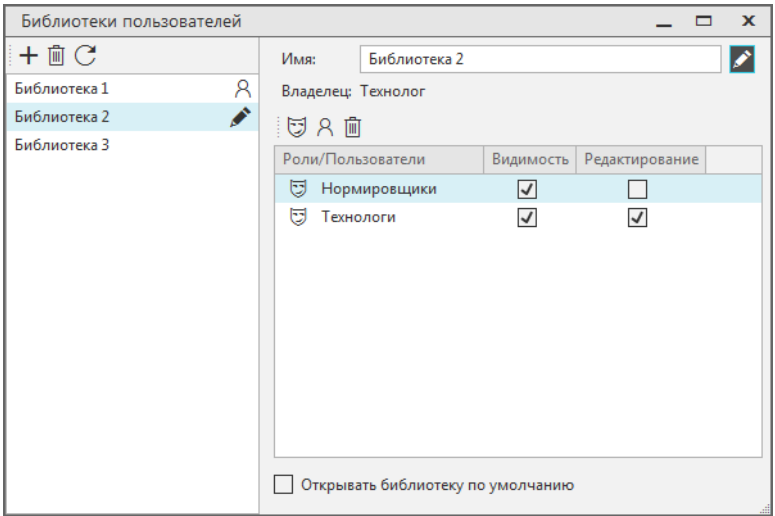 Библиотеки пользователей
Библиотека 1
Библиотека 2
Библиотека 3
Имя: Библиотека 2
Владелец: Технолог
Роли/Пользователи Видимость Редактирование
Нормировщики
Технологи
Открывать библиотеку по умолчанию